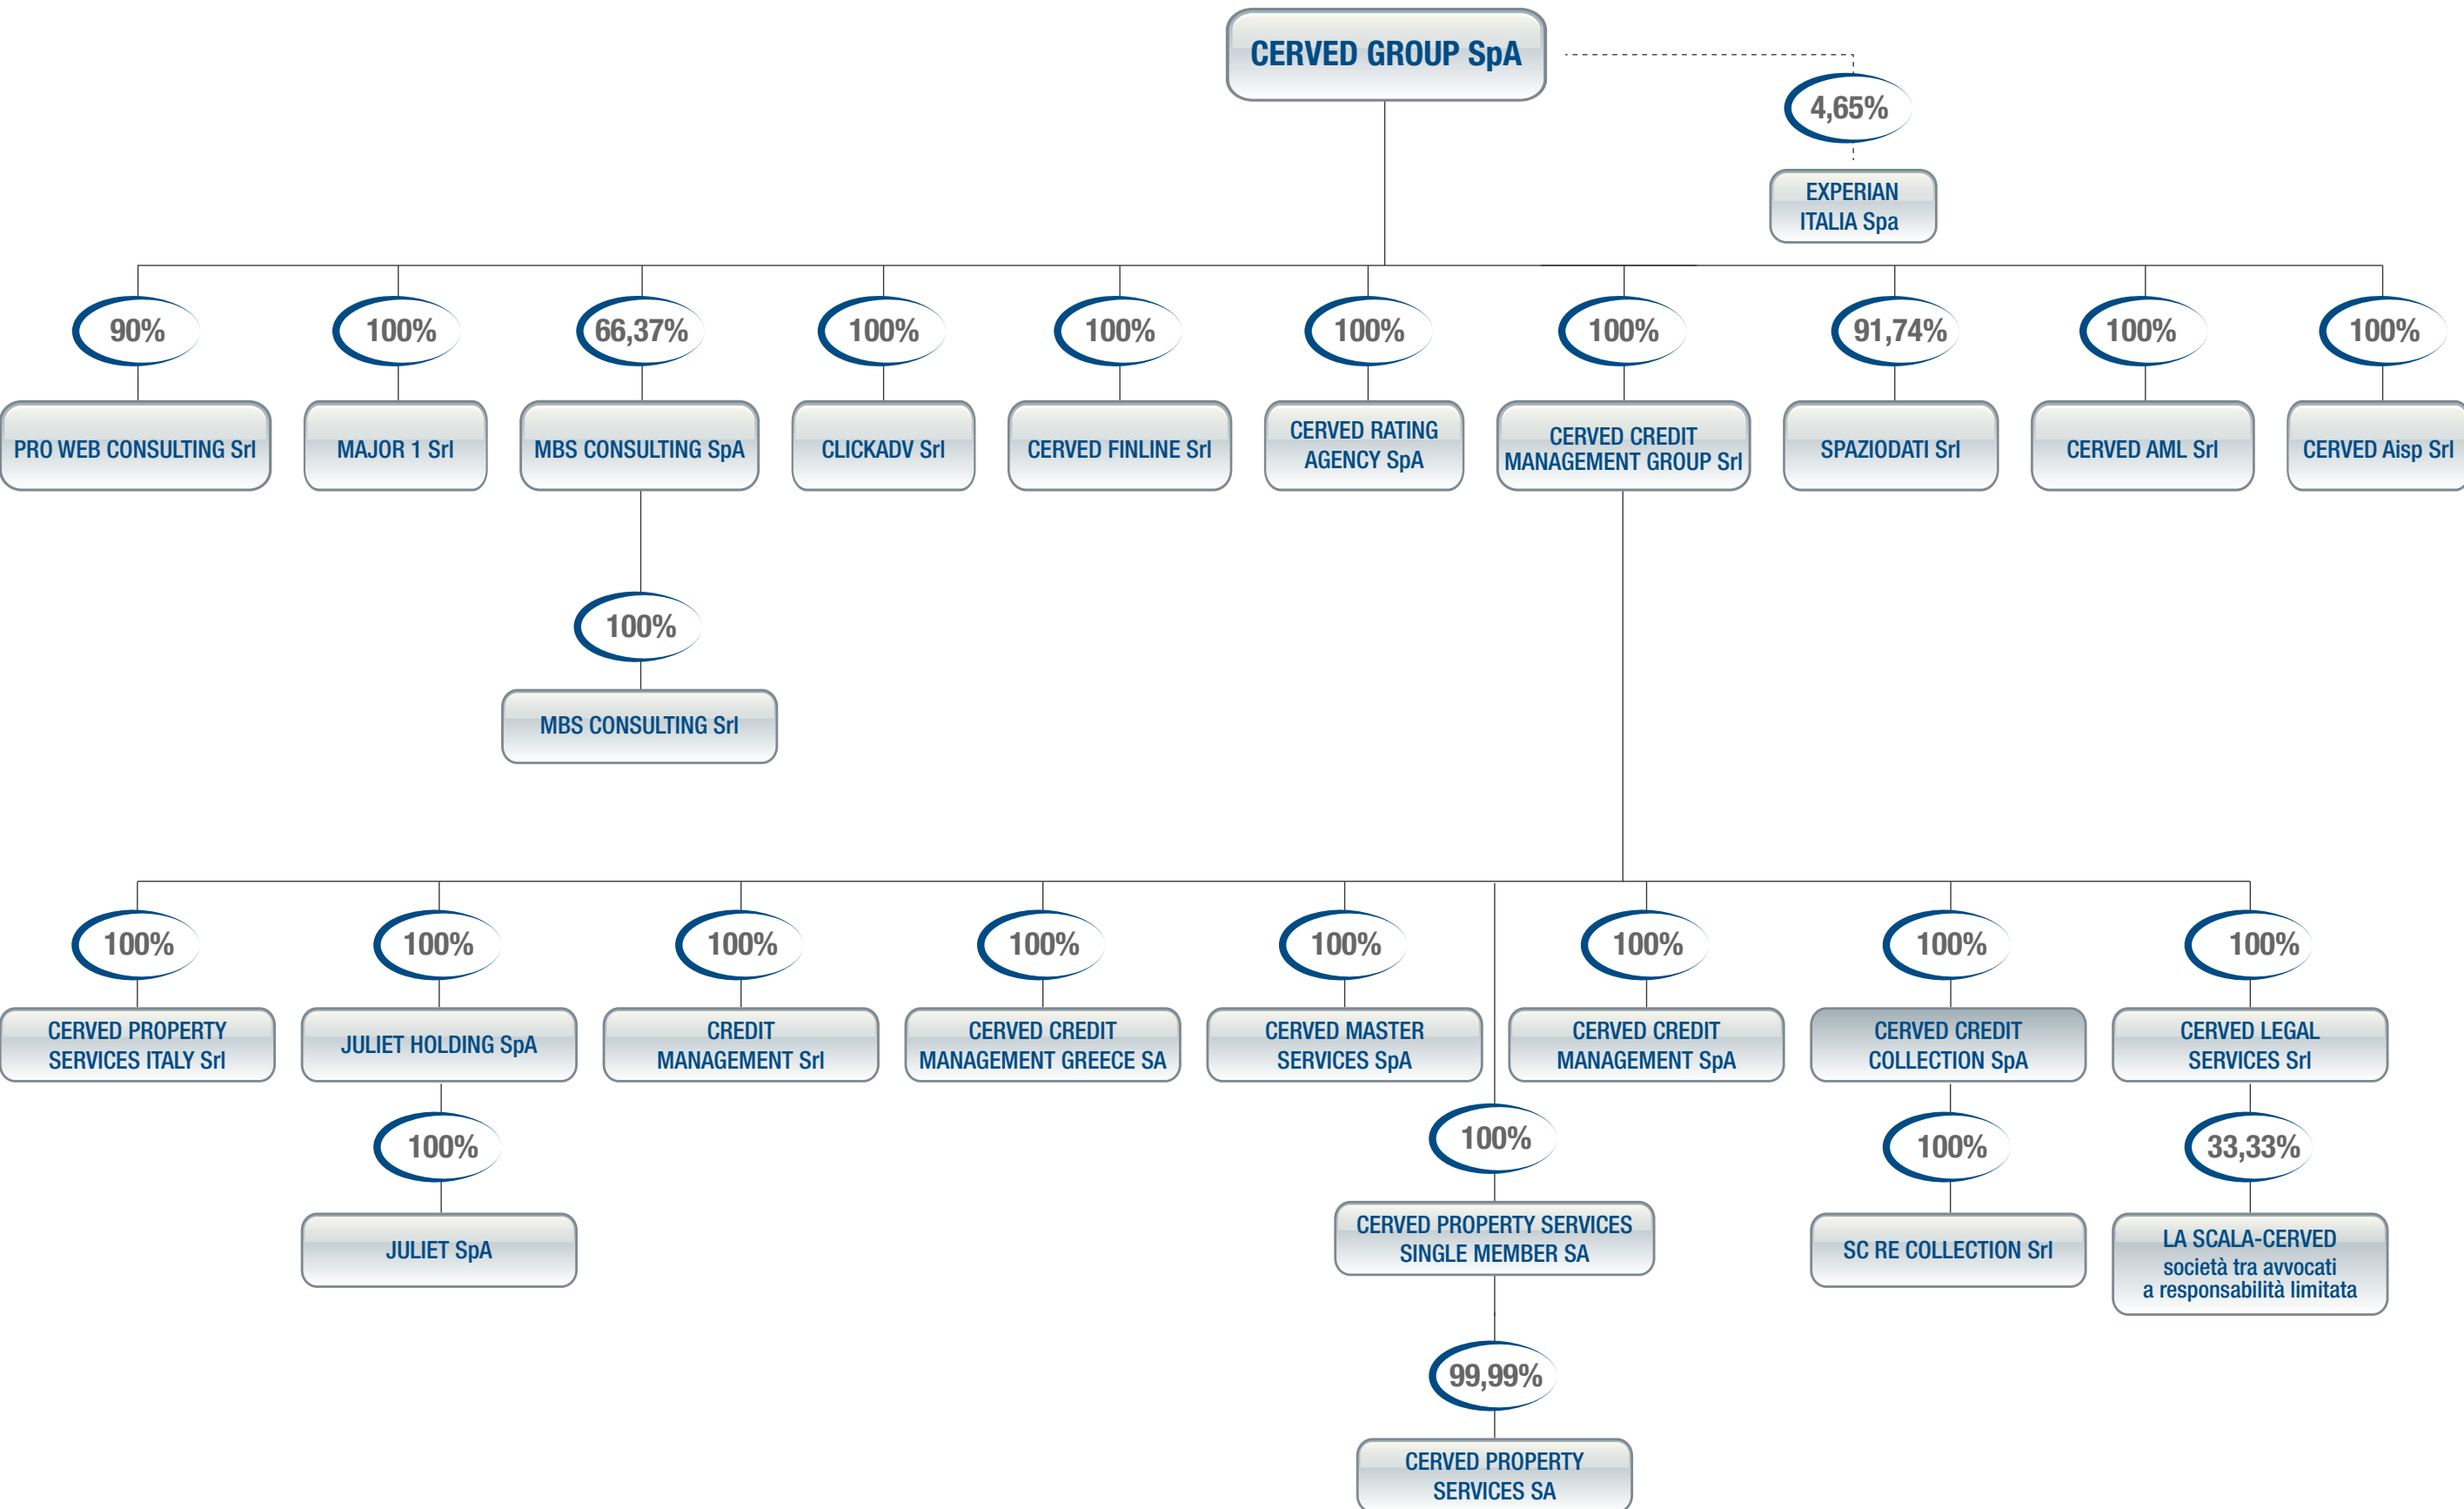 CERVED GROUP SpA
4,65%
EXPERIAN
ITALIA Spa
90%
100%
66,37%
100%
100%
100%
100%
91,74%
100%
100%
PRO WEB CONSULTING Srl
MAJOR 1 Srl
MBS CONSULTING SpA
CLICKADV Srl
CERVED FINLINE Srl
CERVED RATING
AGENCY SpA
CERVED CREDIT
MANAGEMENT GROUP Srl
SPAZIODATI Srl
CERVED AML Srl
CERVED Aisp Srl
100%
MBS CONSULTING Srl
100%
100%
100%
100%
100%
100%
100%
100%
CERVED PROPERTY
SERVICES ITALY Srl
JULIET HOLDING SpA
CREDIT
MANAGEMENT Srl
CERVED CREDIT
MANAGEMENT GREECE SA
CERVED MASTER
SERVICES SpA
CERVED CREDIT
MANAGEMENT SpA
CERVED CREDIT
COLLECTION SpA
CERVED LEGAL
SERVICES Srl
100%
100%
100%
33,33%
JULIET SpA
CERVED PROPERTY SERVICES
SINGLE MEMBER SA
SC RE COLLECTION Srl
LA SCALA-CERVED
società tra avvocati
a responsabilità limitata
99,99%
CERVED PROPERTY
SERVICES SA